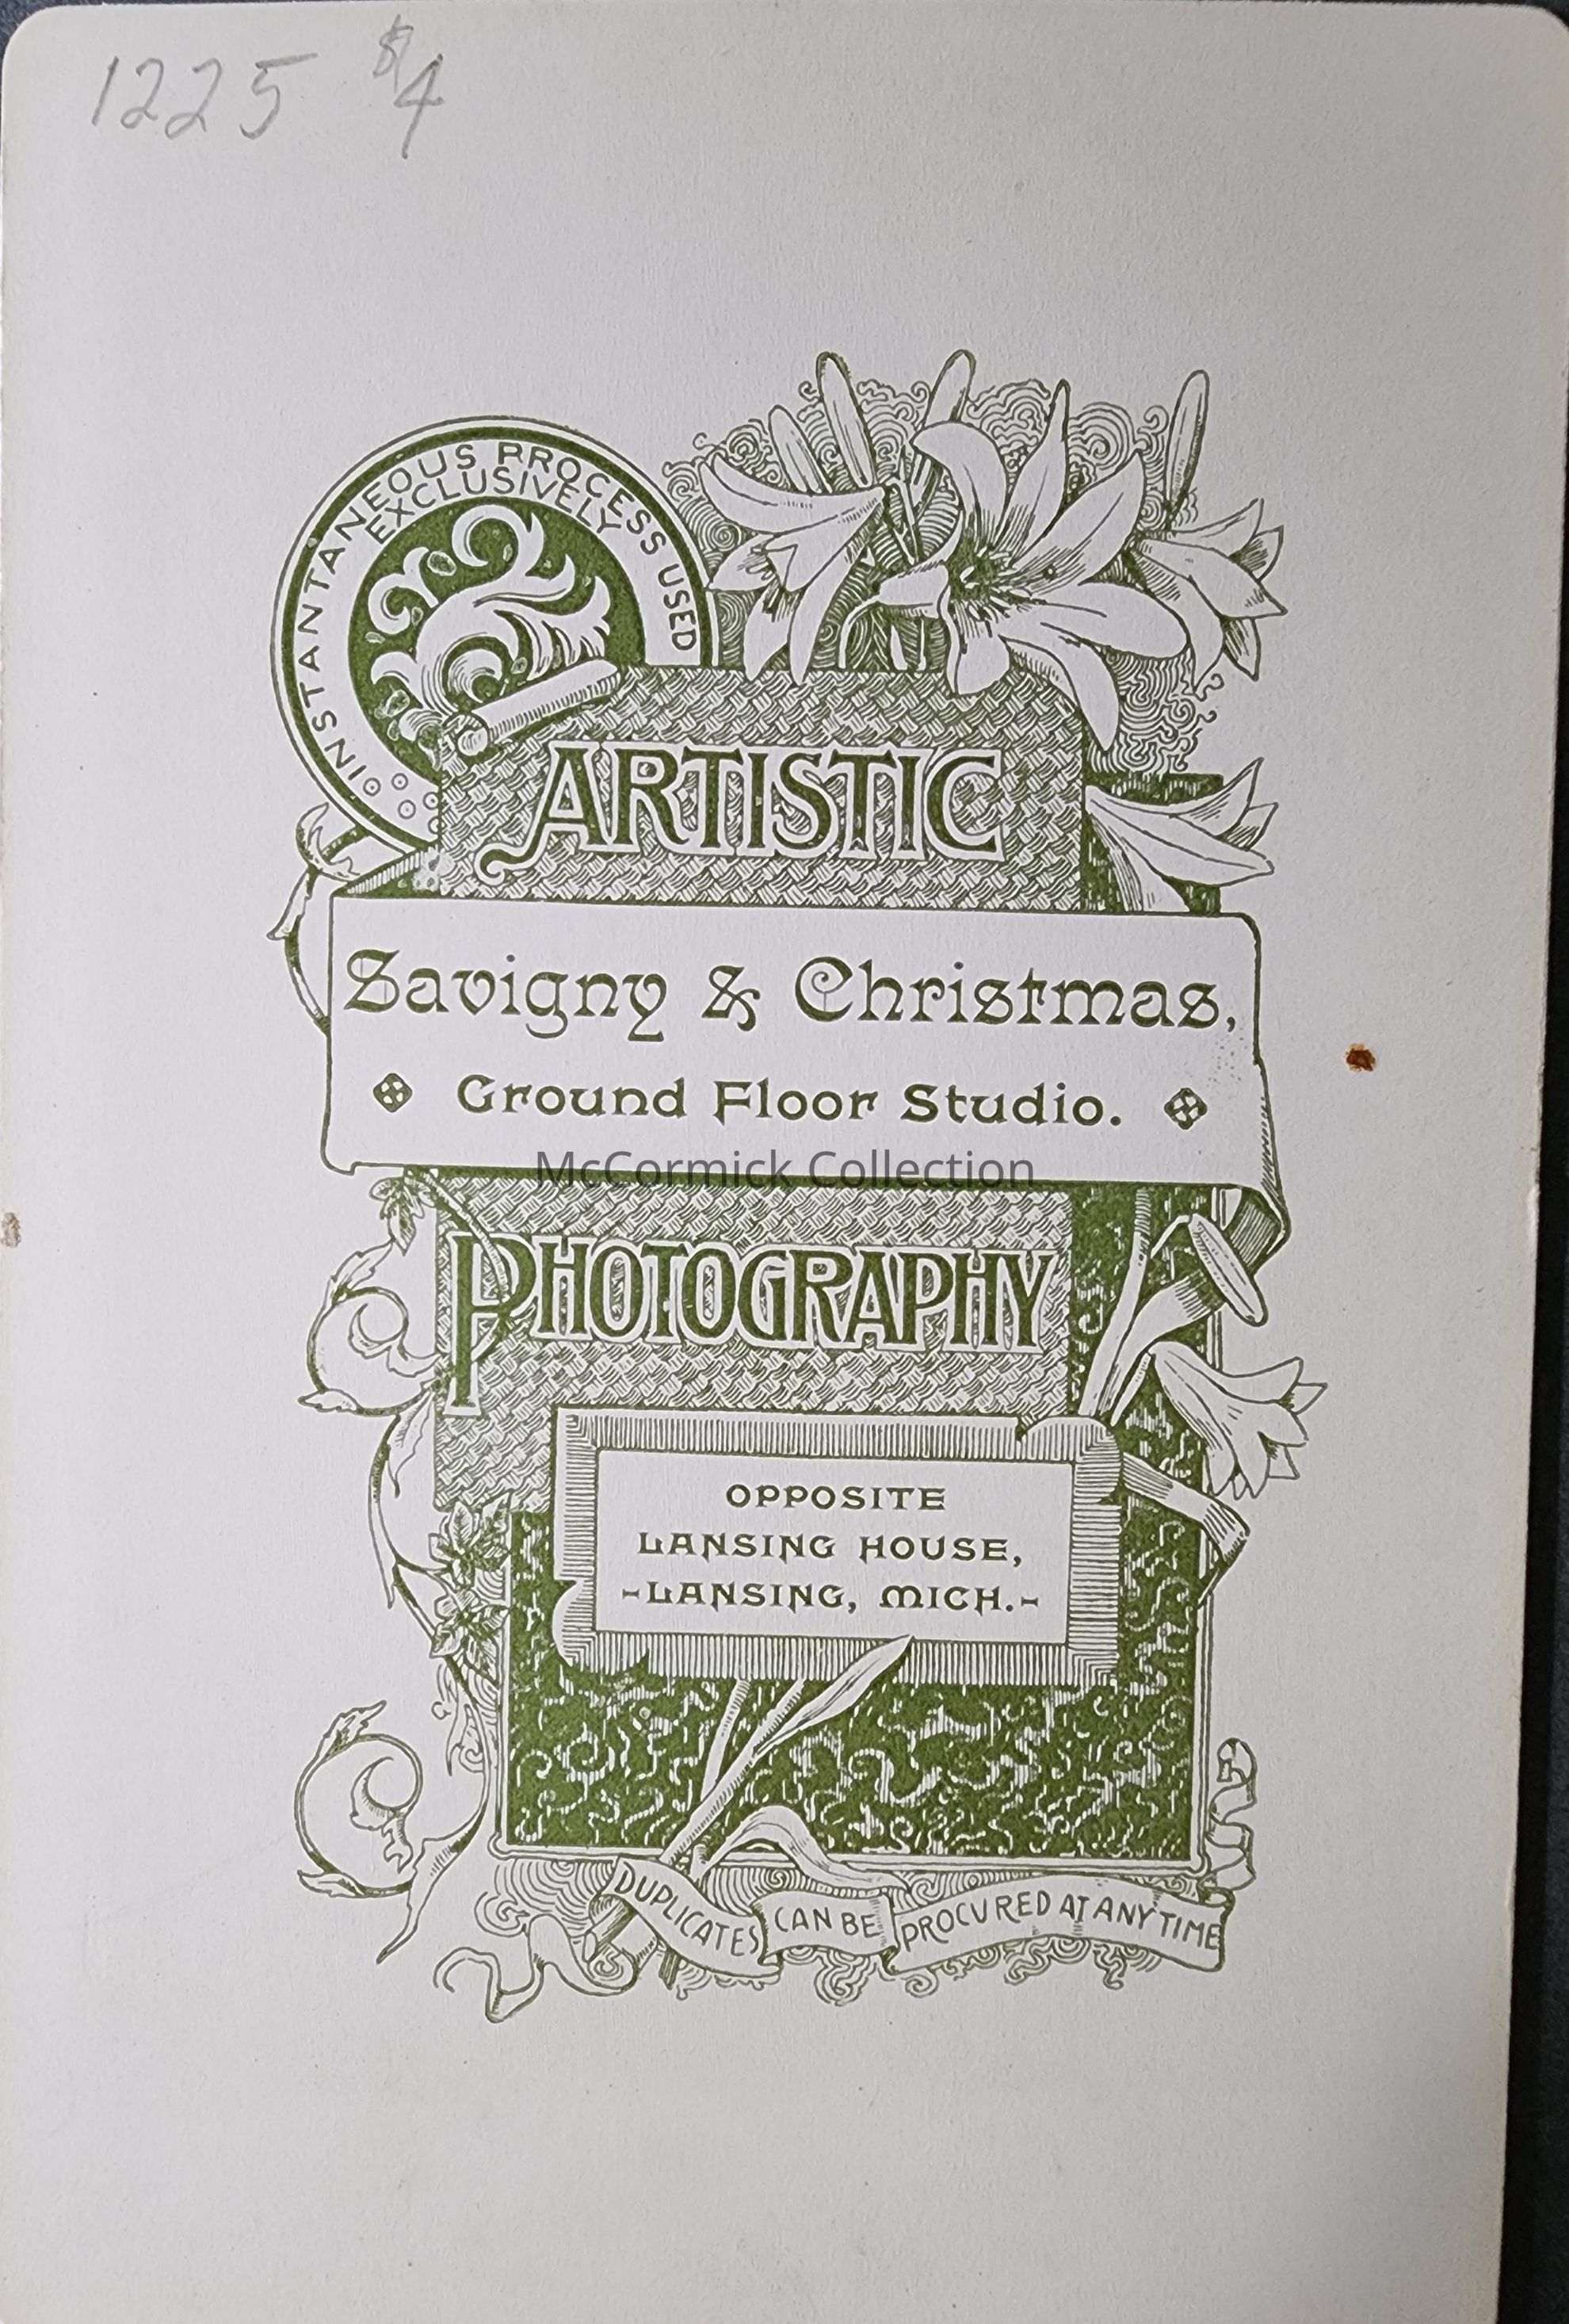 1225 $4
INSTANTANEOUS PROCESS USED
EXCLUSIVELY
ARTISTIC
Savigny & Christmas,
Ground Floor Studio.
McCormick Collection
PHOTOGRAPHY
OPPOSITE
LANSING HOUSE,
-LANSING, MICH.-
DUPLICATES CAN BE PROCURED AT ANY TIME